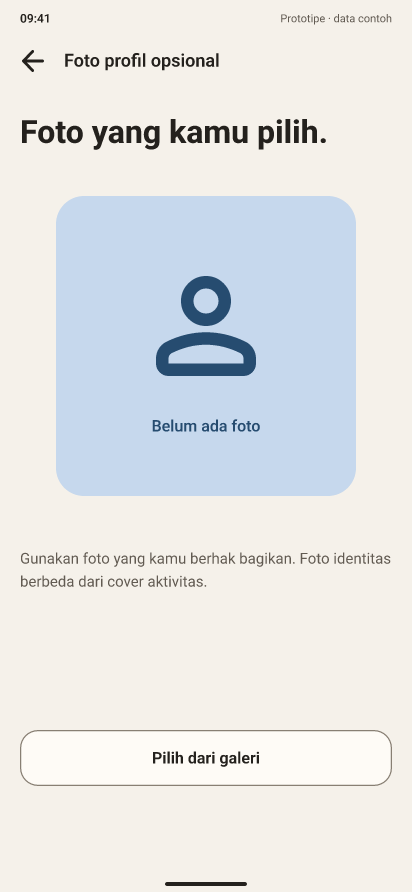 09:41
Prototipe · data contoh
Foto profil opsional
Foto yang kamu pilih.
Belum ada foto
Gunakan foto yang kamu berhak bagikan. Foto identitas
berbeda dari cover aktivitas.
Pilih dari galeri